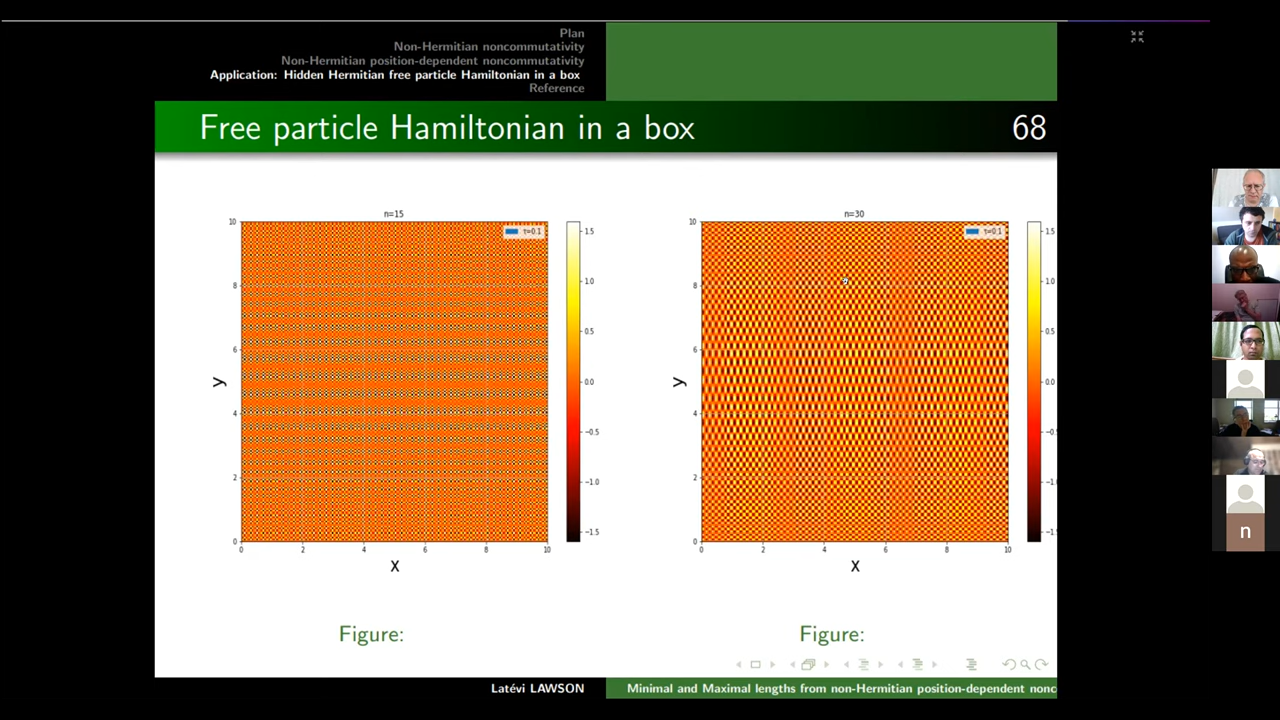 Plan
Non-Hermitian noncommutativity
Non-Hermitian position-dependent noncommutativity
Application: Hidden Hermitian free particle Hamiltonian in a box
Reference
Free particle Hamiltonian in a box
68
n=15
τ=0.1
10
8
6
4
2
0
0 2 4 6 8 10
1.5
1.0
0.5
0.0
−0.5
−1.0
−1.5
y
x
n=30
τ=0.1
10
8
6
4
2
0
0 2 4 6 8 10
1.5
1.0
0.5
0.0
−0.5
−1.
−1.
y
x
Figure:
Figure:
Latévi LAWSON
Minimal and Maximal lengths from non-Hermitian position-dependent nonc
n